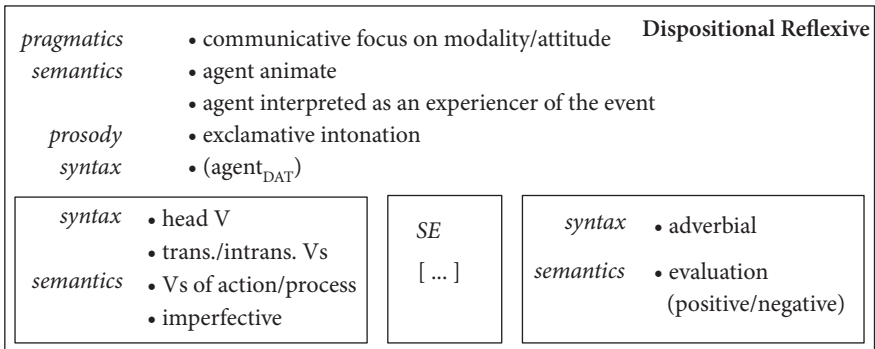 Dispositional Reflexive
pragmatics • communicative focus on modality/attitude
semantics • agent animate
• agent interpreted as an experiencer of the event
prosody • exclamative intonation
syntax • (agent_DAT)
syntax • head V
• trans./intrans. Vs
semantics • Vs of action/process
• imperfective
SE
[ ... ]
syntax • adverbial
semantics • evaluation
(positive/negative)